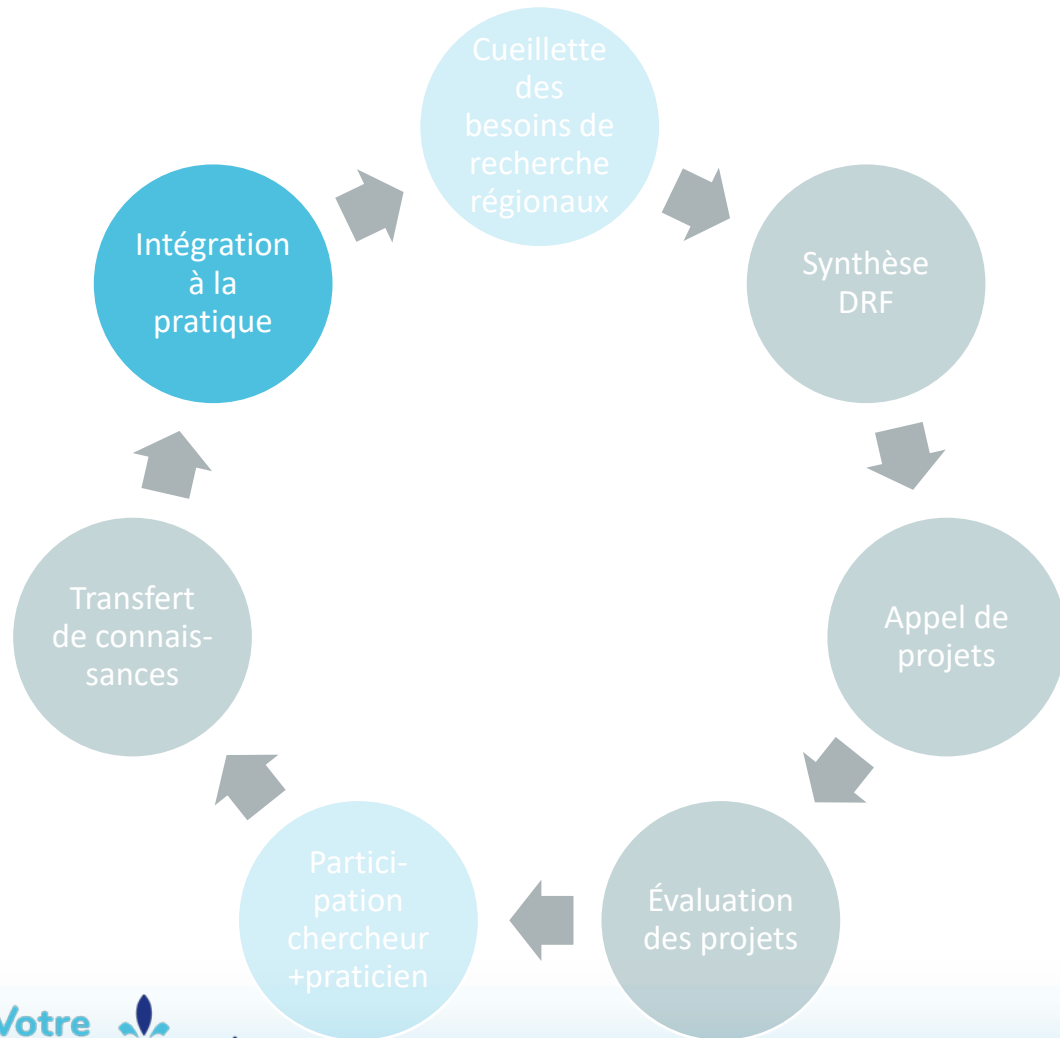 Cueillette
des
besoins de
recherche
régionaux
Synthèse
DRF
Appel de
projets
Évaluation
des projets
Partici-
pation
chercheur
+praticien
Transfert
de connais-
sances
Intégration
à la
pratique
Votre